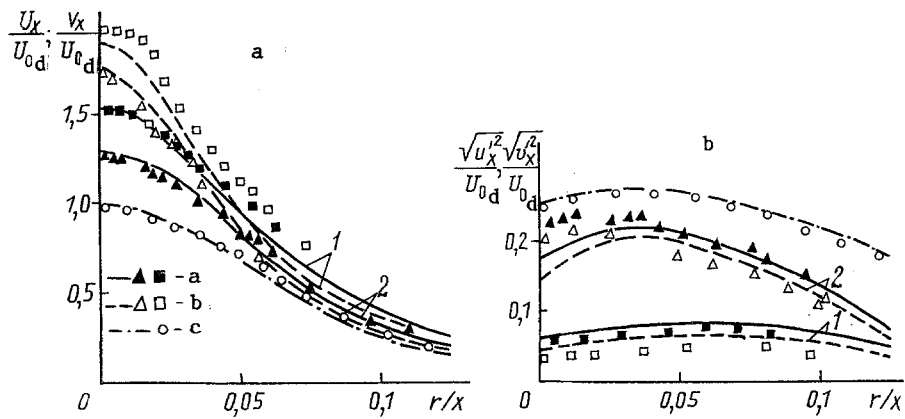 U_x/U_0d ; v_x/U_0d
a
1,5
1,0
0,5
0
0,05
0,1
r/x
1
2
▲ ■ - a
△ □ - b
○ - c
√u'_x²/U_0d ; √v'_x²/U_0d
b
0,2
0,1
0
0,05
0,1
r/x
2
1